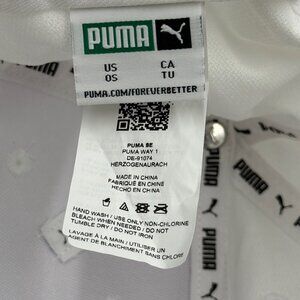 PUMA
US CA
OS TU
PUMA.COM/FOREVERBETTER
PUMA SE
PUMA WAY 1
DE-91074
HERZOGENAURACH
MADE IN CHINA
FABRIQUÉ EN CHINE
HECHO EN CHINA
HAND WASH / USE ONLY NON-CHLORINE
BLEACH WHEN NEEDED / DO NOT
TUMBLE DRY / DO NOT IRON
LAVAGE À LA MAIN / UTILISER UN
AGENT DE BLANCHIMENT SANS CHLORE
PUMA
PUMA
PUMA
PUMA